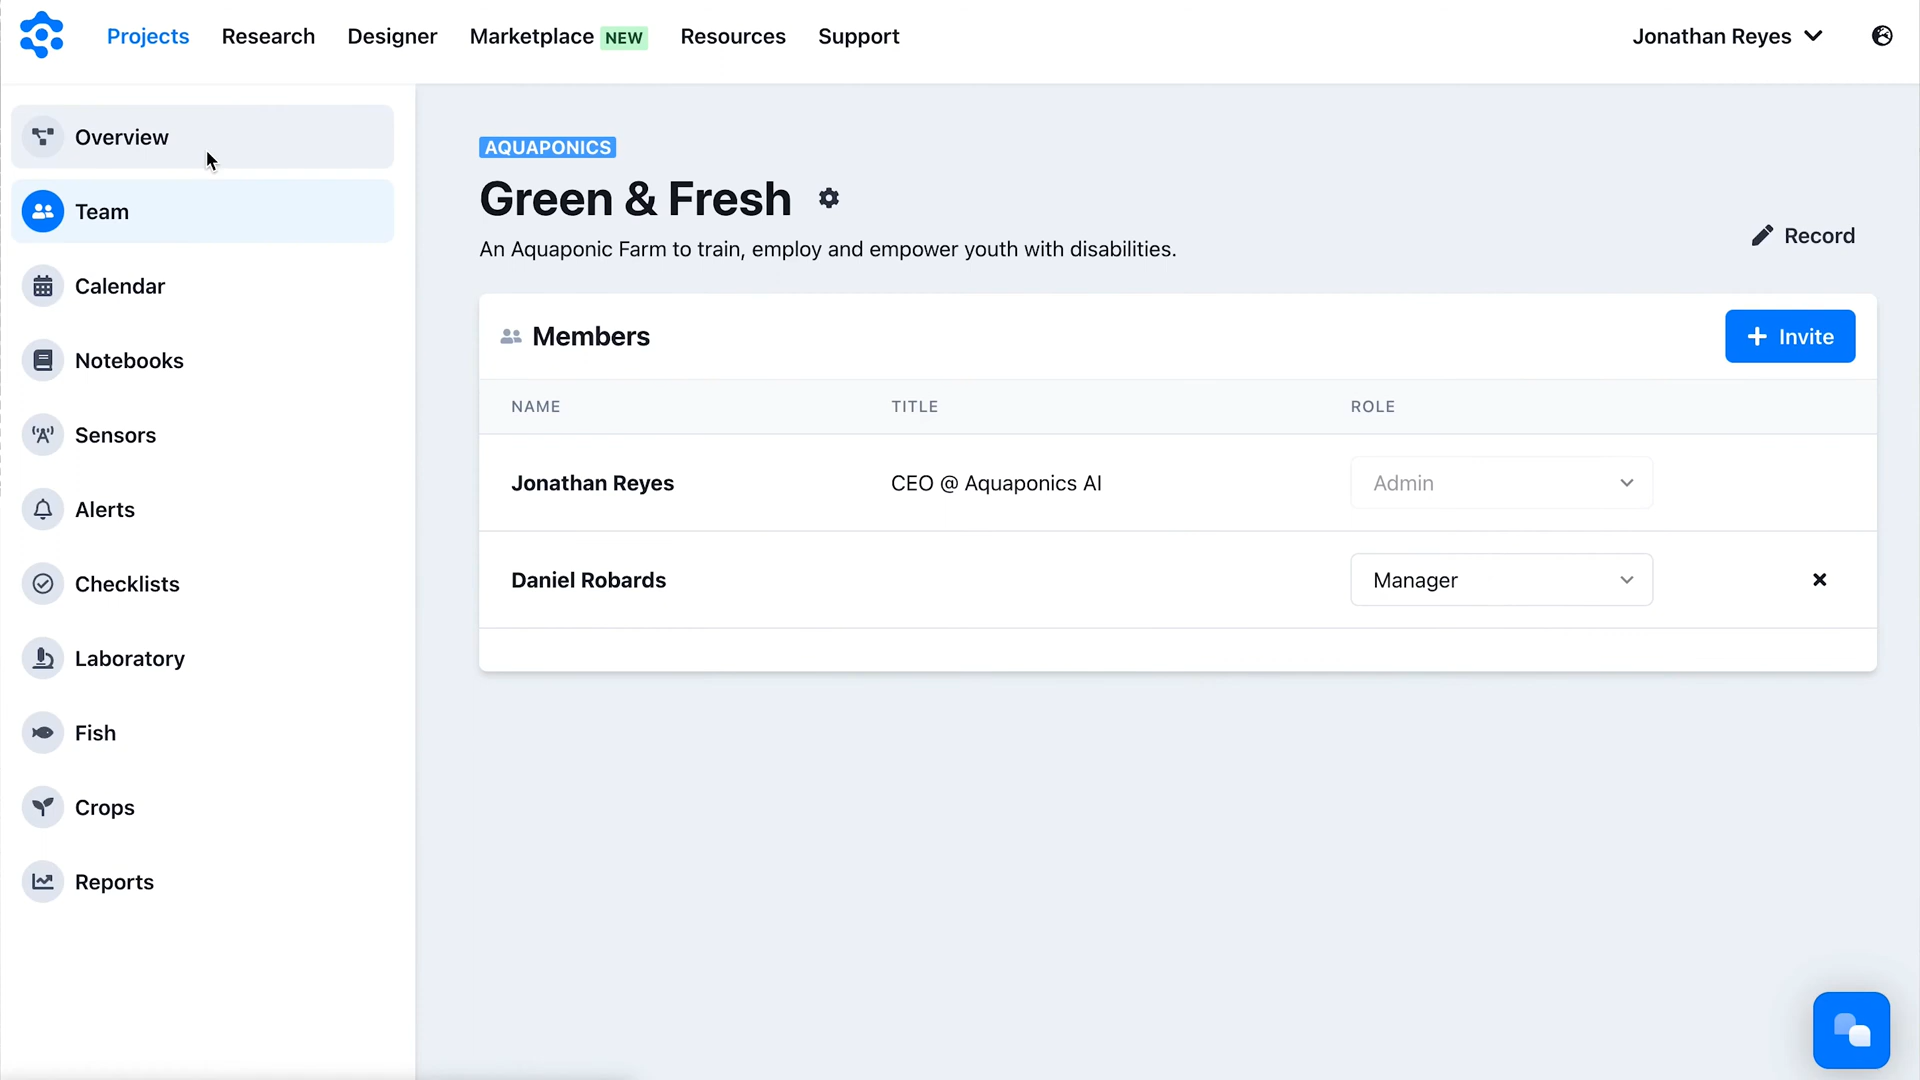 Projects Research Designer Marketplace NEW Resources Support Jonathan Reyes
Overview
Team
Calendar
Notebooks
Sensors
Alerts
Checklists
Laboratory
Fish
Crops
Reports
AQUAPONICS
Green & Fresh
An Aquaponic Farm to train, employ and empower youth with disabilities.
Record
Members
Invite
NAME TITLE ROLE
Jonathan Reyes CEO @ Aquaponics AI Admin
Daniel Robards Manager